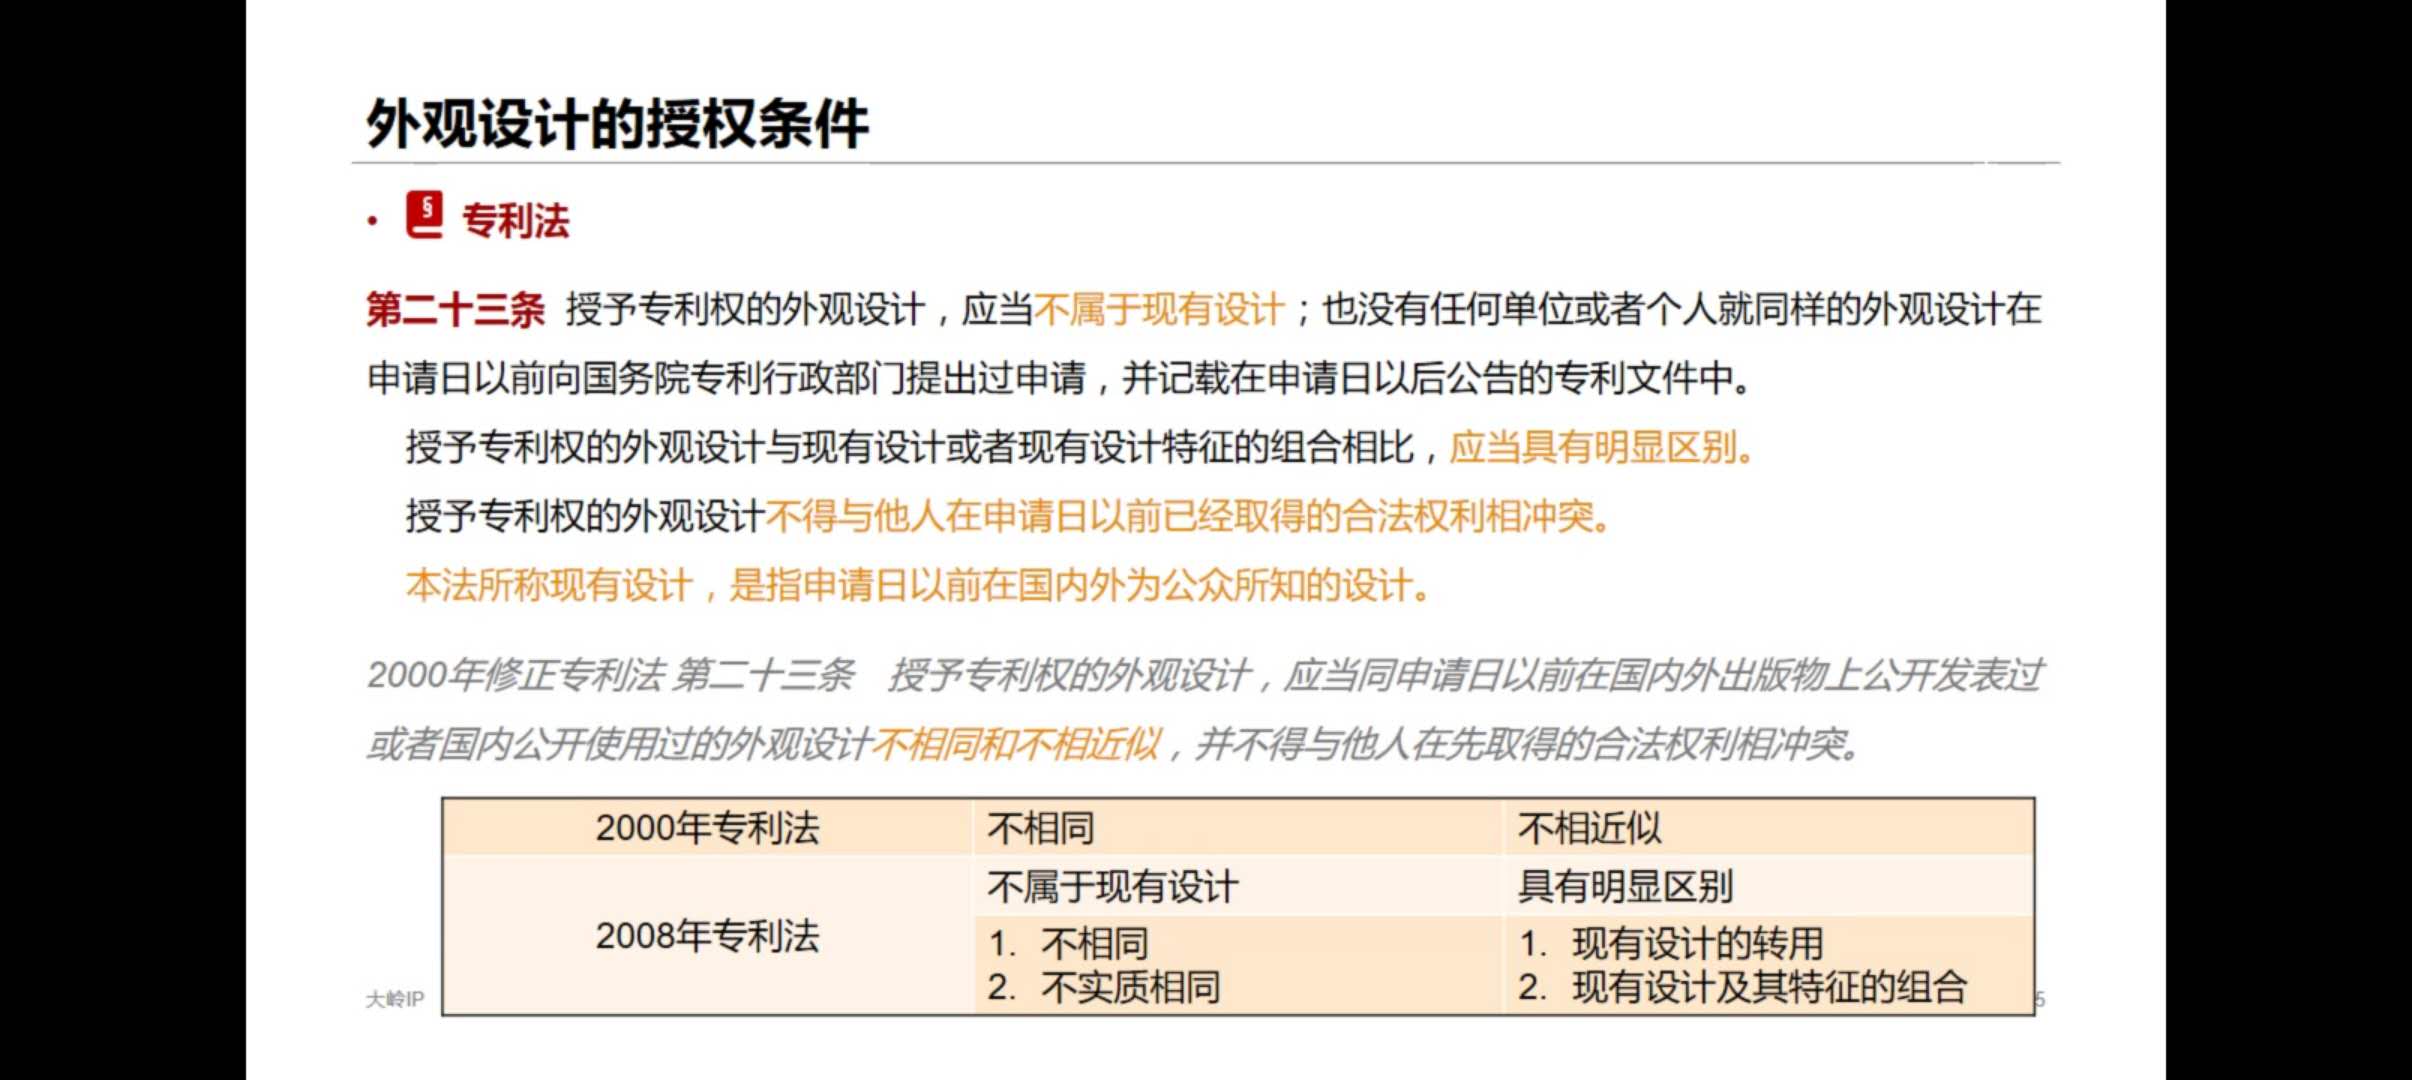 外观设计的授权条件
• § 专利法
第二十三条 授予专利权的外观设计，应当不属于现有设计；也没有任何单位或者个人就同样的外观设计在
申请日以前向国务院专利行政部门提出过申请，并记载在申请日以后公告的专利文件中。
授予专利权的外观设计与现有设计或者现有设计特征的组合相比，应当具有明显区别。
授予专利权的外观设计不得与他人在申请日以前已经取得的合法权利相冲突。
本法所称现有设计，是指申请日以前在国内外为公众所知的设计。
2000年修正专利法 第二十三条 授予专利权的外观设计，应当同申请日以前在国内外出版物上公开发表过
或者国内公开使用过的外观设计不相同和不相近似，并不得与他人在先取得的合法权利相冲突。
2000年专利法 不相同 不相近似
2008年专利法
不属于现有设计 具有明显区别
1. 不相同 1. 现有设计的转用
2. 不实质相同 2. 现有设计及其特征的组合
大岭IP 5